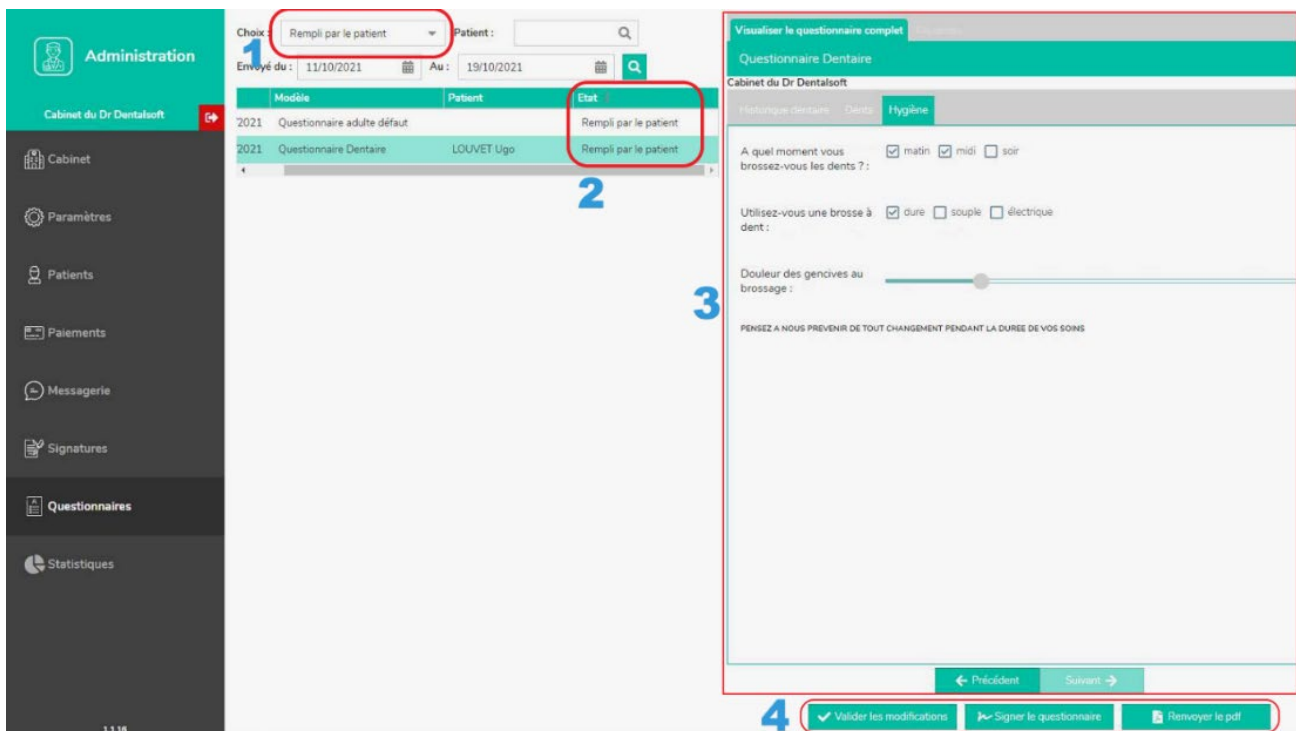 Administration
Cabinet du Dr Dentalsoft
Cabinet
Paramètres
Patients
Paiements
Messagerie
Signatures
Questionnaires
Statistiques
1.1.16
1
Choix : Rempli par le patient Patient :
Envoyé du : 11/10/2021 Au : 19/10/2021
Modèle Patient Etat
2021 Questionnaire adulte défaut Rempli par le patient
2021 Questionnaire Dentaire LOUVET Ugo Rempli par le patient
2
3
Visualiser le questionnaire complet
Questionnaire Dentaire
Cabinet du Dr Dentalsoft
Historique dentaire Dents Hygiène
A quel moment vous
brossez-vous les dents ? : matin midi soir
Utilisez-vous une brosse à
dent : dure souple électrique
Douleur des gencives au
brossage :
PENSEZ A NOUS PREVENIR DE TOUT CHANGEMENT PENDANT LA DUREE DE VOS SOINS
Précédent Suivant
4
Valider les modifications Signer le questionnaire Renvoyer le pdf